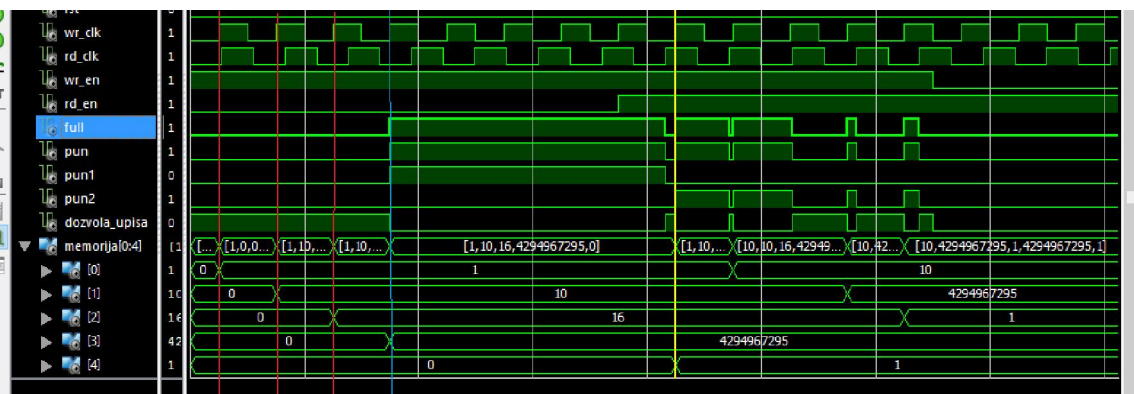 wr_clk 1
rd_clk 1
wr_en 1
rd_en 1
full 1
pun 1
pun1 0
pun2 1
dozvola_upisa 0
memorija[0:4] [1 [... [1,0,0... [1,10,... [1,10,... [1,10,16,4294967295,0] [1,10,... [10,10,16,42949... [10,42... [10,4294967295,1,4294967295,1]
[0] 1 0 1 10
[1] 10 0 10 4294967295
[2] 16 0 16 1
[3] 42 0 4294967295
[4] 1 0 1